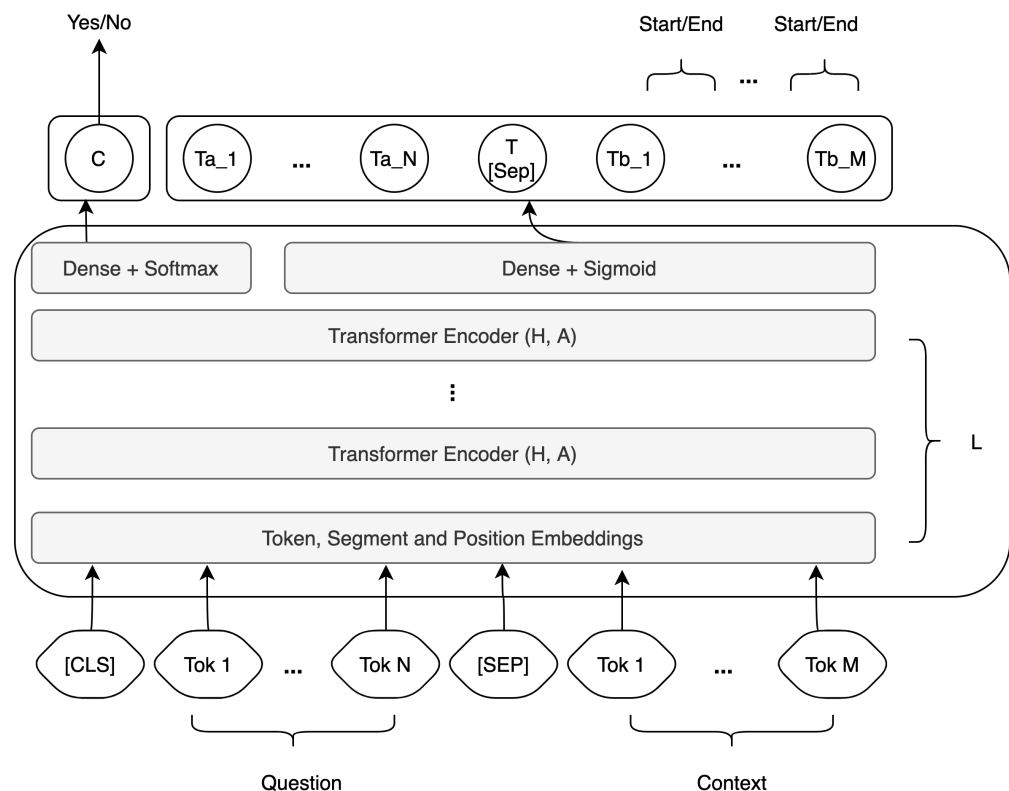 Yes/No
Start/End
Start/End
...
C
Ta_1
...
Ta_N
T
[Sep]
Tb_1
...
Tb_M
Dense + Softmax
Dense + Sigmoid
Transformer Encoder (H, A)
...
Transformer Encoder (H, A)
L
Token, Segment and Position Embeddings
[CLS]
Tok 1
...
Tok N
[SEP]
Tok 1
...
Tok M
Question
Context